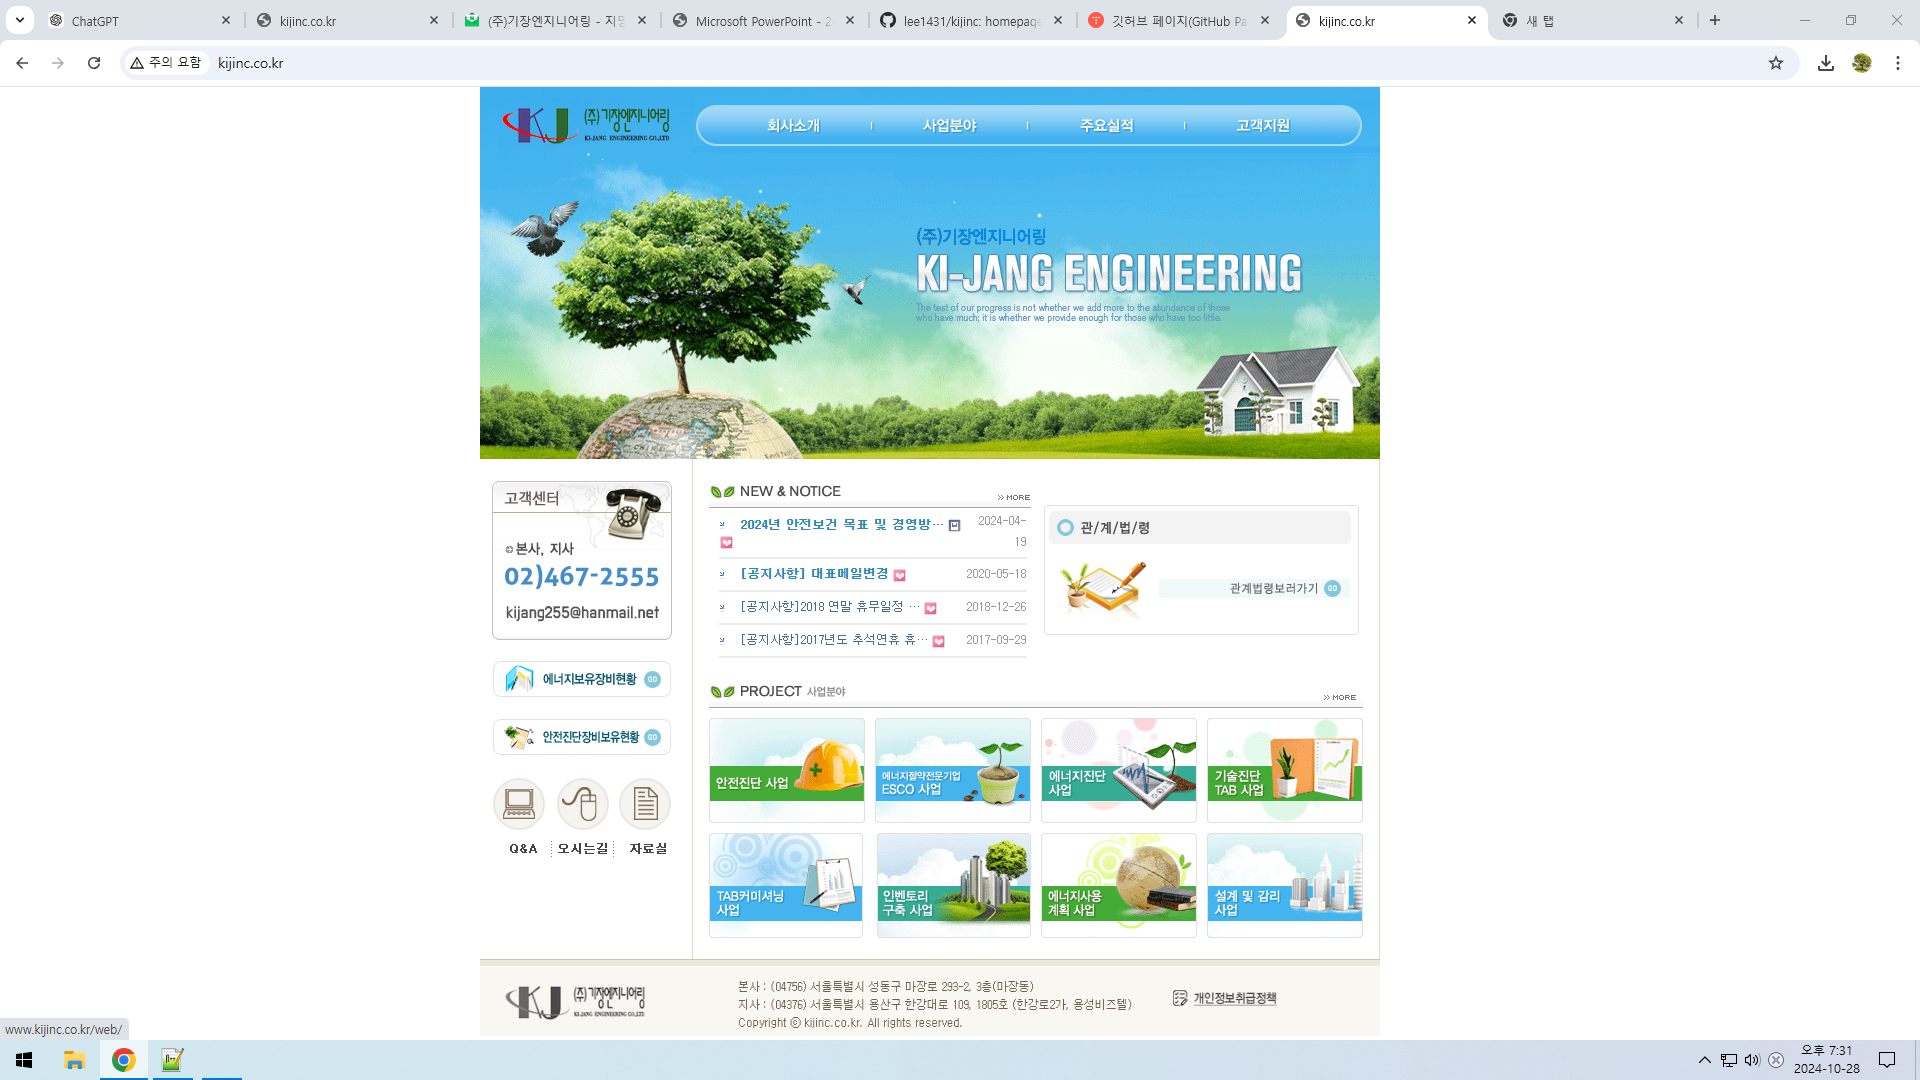 ChatGPT
kijinc.co.kr
(주)기장엔지니어링 - 지명
Microsoft PowerPoint - 2
lee1431/kijinc: homepage
깃허브 페이지(GitHub Pa
kijinc.co.kr
새 탭
주의 요함
kijinc.co.kr
KJ (주)기장엔지니어링
KI-JANG ENGINEERING CO.,LTD
회사소개
사업분야
주요실적
고객지원
(주)기장엔지니어링
KI-JANG ENGINEERING
The test of our progress is not whether we add more to the abundance of those
who have much; it is whether we provide enough for those who have too little.
고객센터
본사, 지사
02)467-2555
kijang255@hanmail.net
에너지보유장비현황 GO
안전진단장비보유현황 GO
Q&A
오시는길
자료실
NEW & NOTICE
MORE
2024년 안전보건 목표 및 경영방…
2024-04-
19
[공지사항] 대표메일변경
2020-05-18
[공지사항]2018 연말 휴무일정 …
2018-12-26
[공지사항]2017년도 추석연휴 휴…
2017-09-29
관/계/법/령
관계법령보러가기 GO
PROJECT 사업분야
MORE
안전진단 사업
에너지절약전문기업
ESCO 사업
에너지진단
사업
기술진단
TAB 사업
TAB커미셔닝
사업
인벤토리
구축 사업
에너지사용
계획 사업
설계 및 감리
사업
KJ (주)기장엔지니어링
KI-JANG ENGINEERING CO.,LTD
본사 : (04756) 서울특별시 성동구 마장로 293-2, 3층(마장동)
지사 : (04376) 서울특별시 용산구 한강대로 109, 1805호 (한강로2가, 용성비즈텔)
Copyright ⓒ kijinc.co.kr. All rights reserved.
개인정보취급정책
www.kijinc.co.kr/web/
오후 7:31
2024-10-28